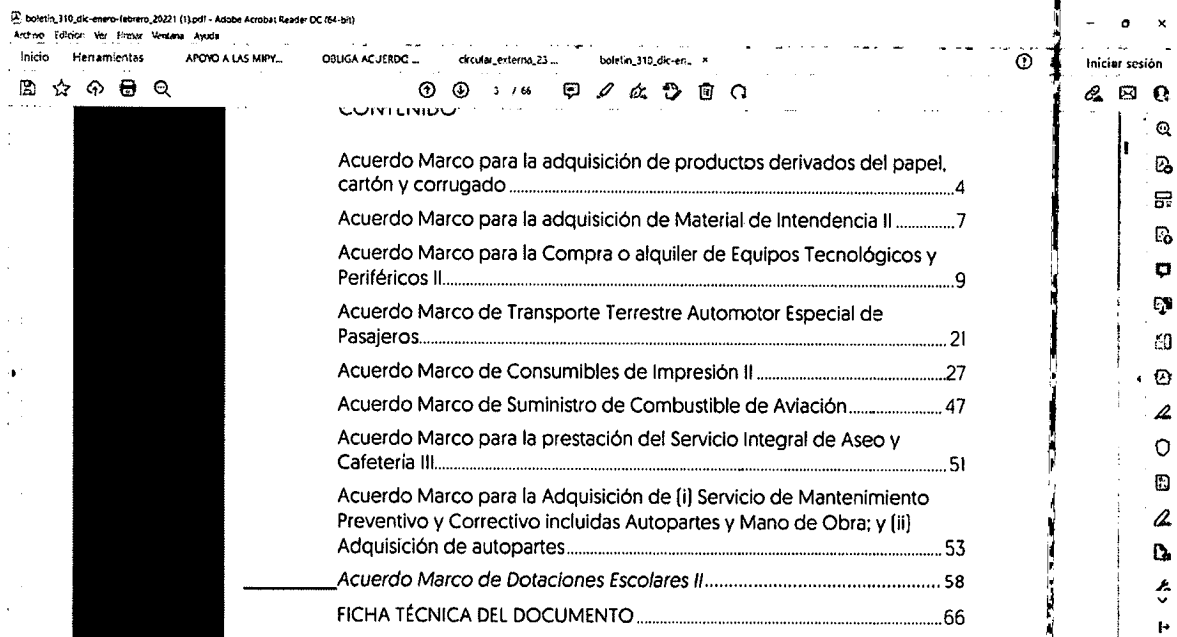 boletin_310_dic-enero-febrero_20221 (1).pdf - Adobe Acrobat Reader DC (64-bit)
Archivo Edición Ver Firmar Ventana Ayuda
Inicio Herramientas APOYO A LAS MIPY... OBLIGA ACUERDO ... circular_externa_23 ... boletin_310_dic-en... × Iniciar sesión
3 / 66
CONTENIDO
Acuerdo Marco para la adquisición de productos derivados del papel,
cartón y corrugado ........ 4
Acuerdo Marco para la adquisición de Material de Intendencia II ........ 7
Acuerdo Marco para la Compra o alquiler de Equipos Tecnológicos y
Periféricos II ........ 9
Acuerdo Marco de Transporte Terrestre Automotor Especial de
Pasajeros ........ 21
Acuerdo Marco de Consumibles de Impresión II ........ 27
Acuerdo Marco de Suministro de Combustible de Aviación ........ 47
Acuerdo Marco para la prestación del Servicio Integral de Aseo y
Cafeteria III ........ 51
Acuerdo Marco para la Adquisición de (i) Servicio de Mantenimiento
Preventivo y Correctivo incluidas Autopartes y Mano de Obra; y (ii)
Adquisición de autopartes ........ 53
Acuerdo Marco de Dotaciones Escolares II ........ 58
FICHA TÉCNICA DEL DOCUMENTO ........ 66